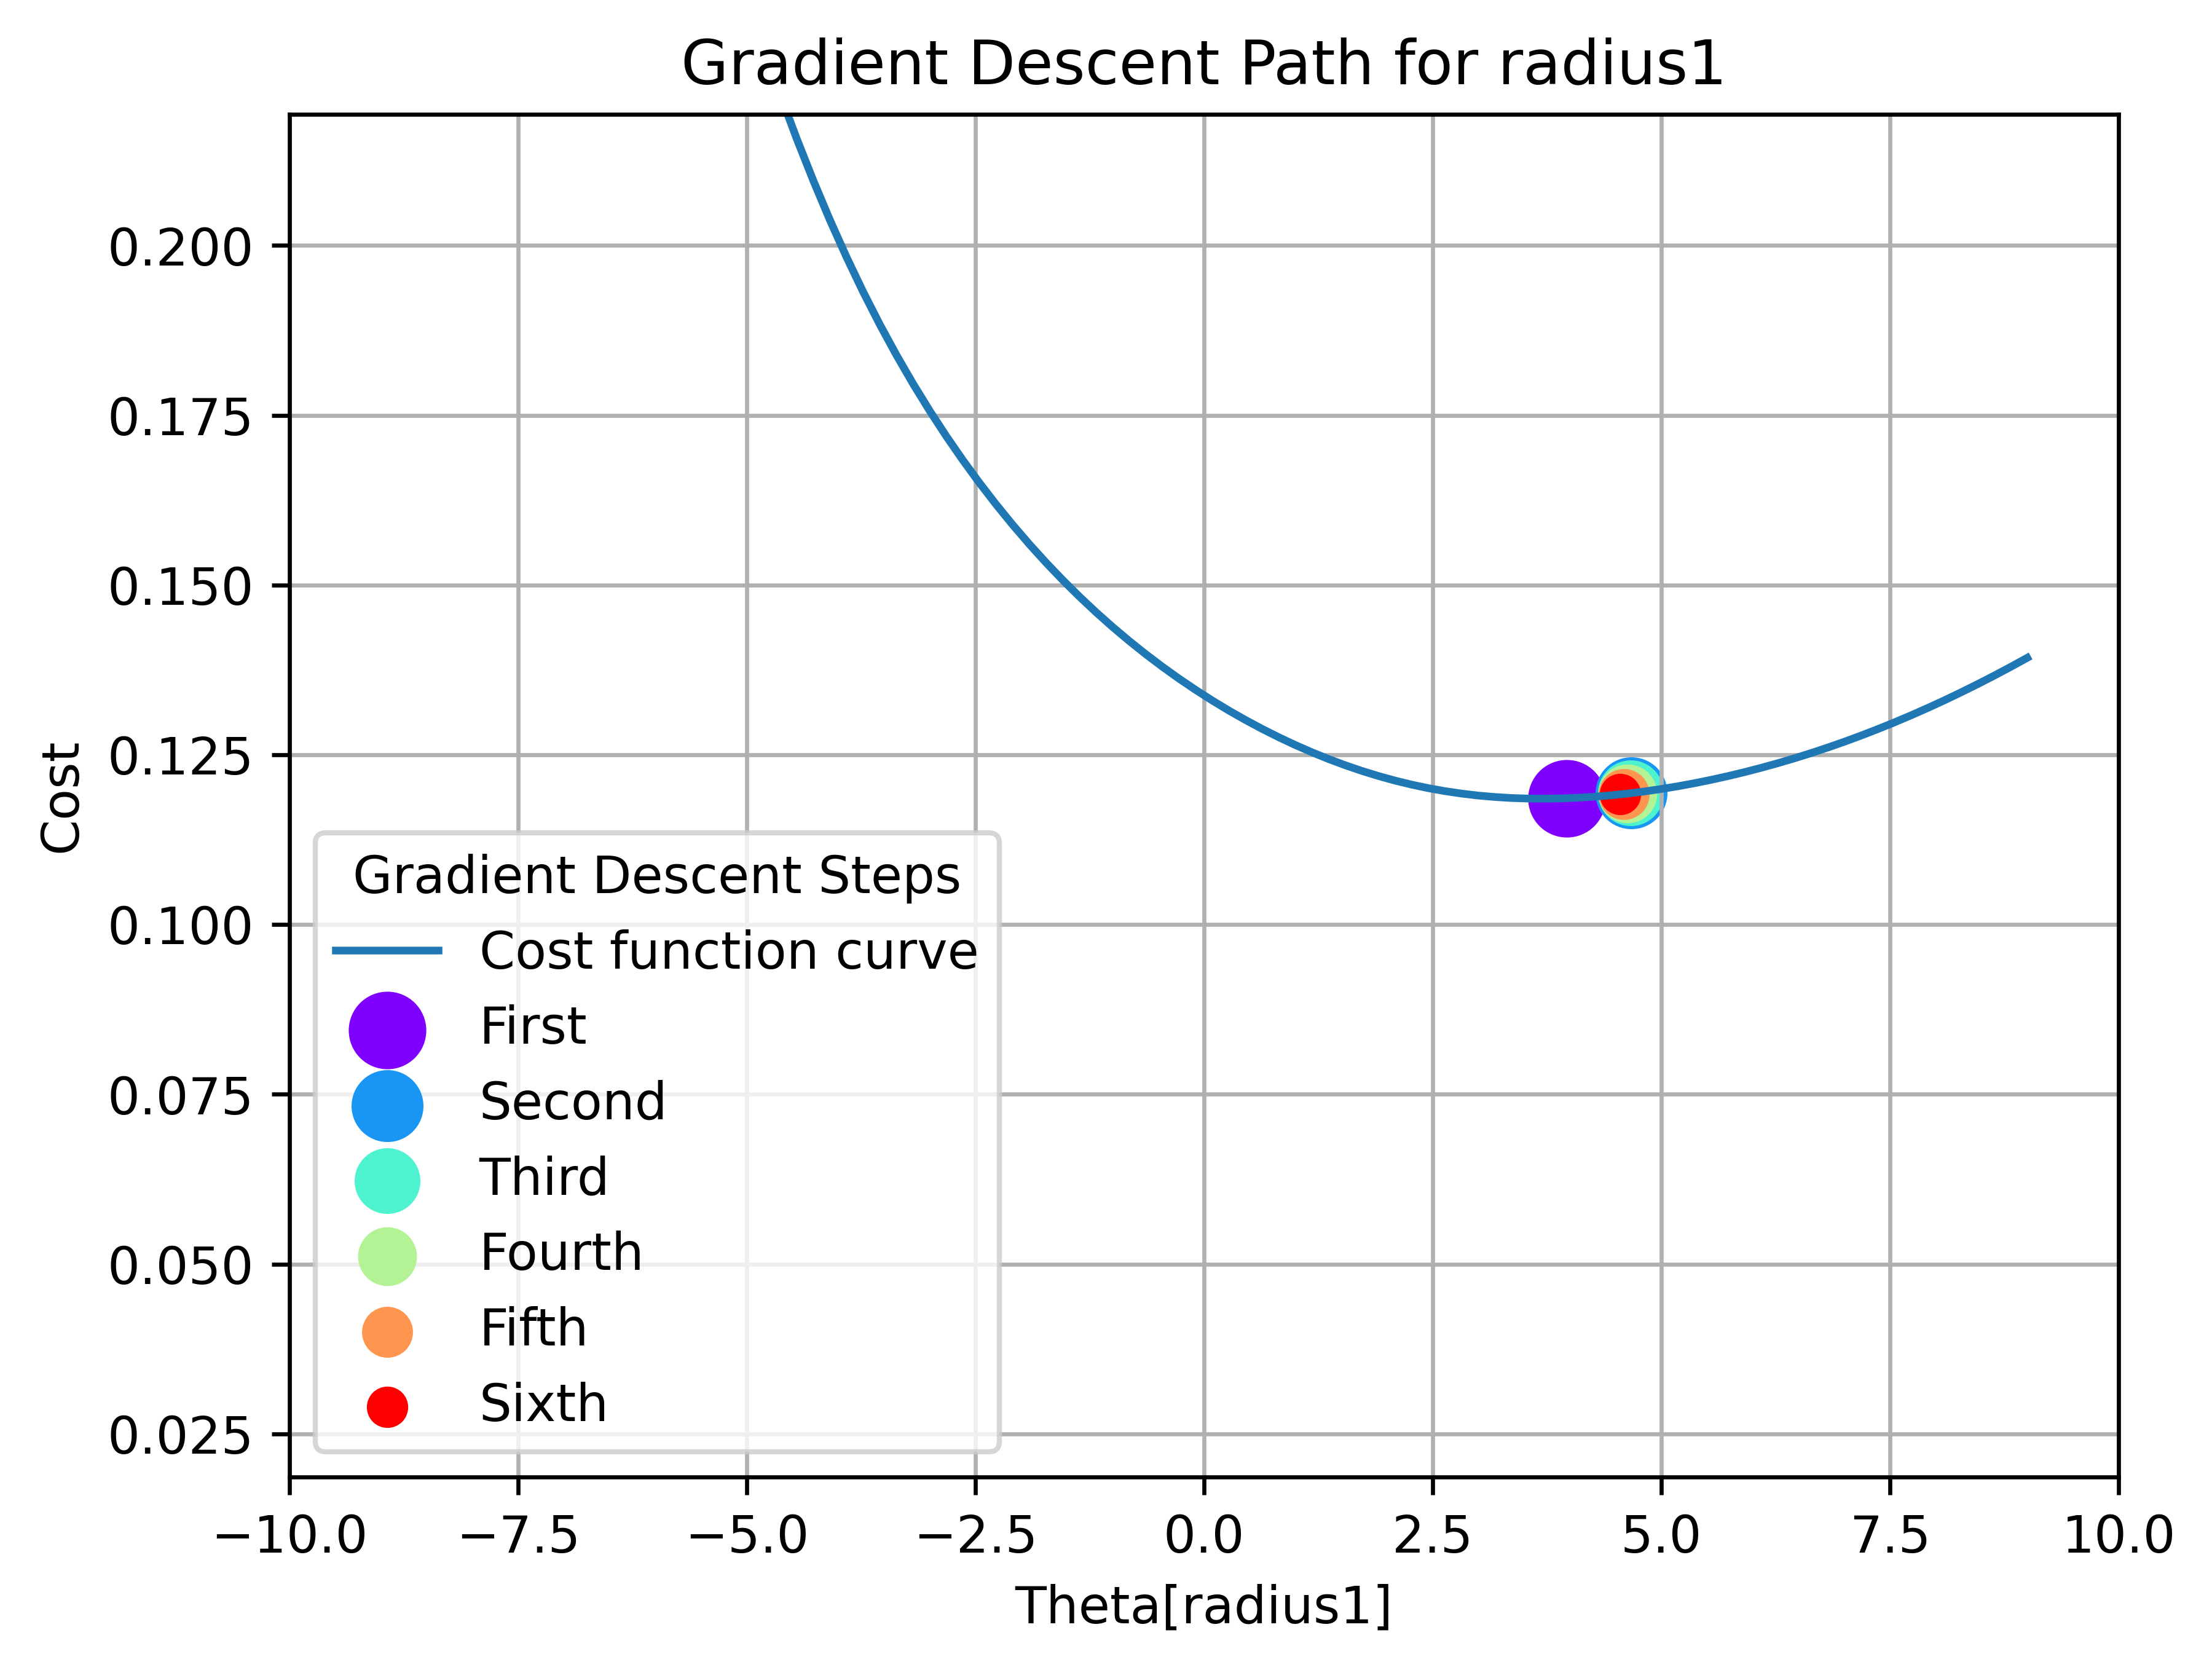 Gradient Descent Path for radius1
Cost
0.200
0.175
0.150
0.125
0.100
0.075
0.050
0.025
Gradient Descent Steps
Cost function curve
First
Second
Third
Fourth
Fifth
Sixth
−10.0 −7.5 −5.0 −2.5 0.0 2.5 5.0 7.5 10.0
Theta[radius1]